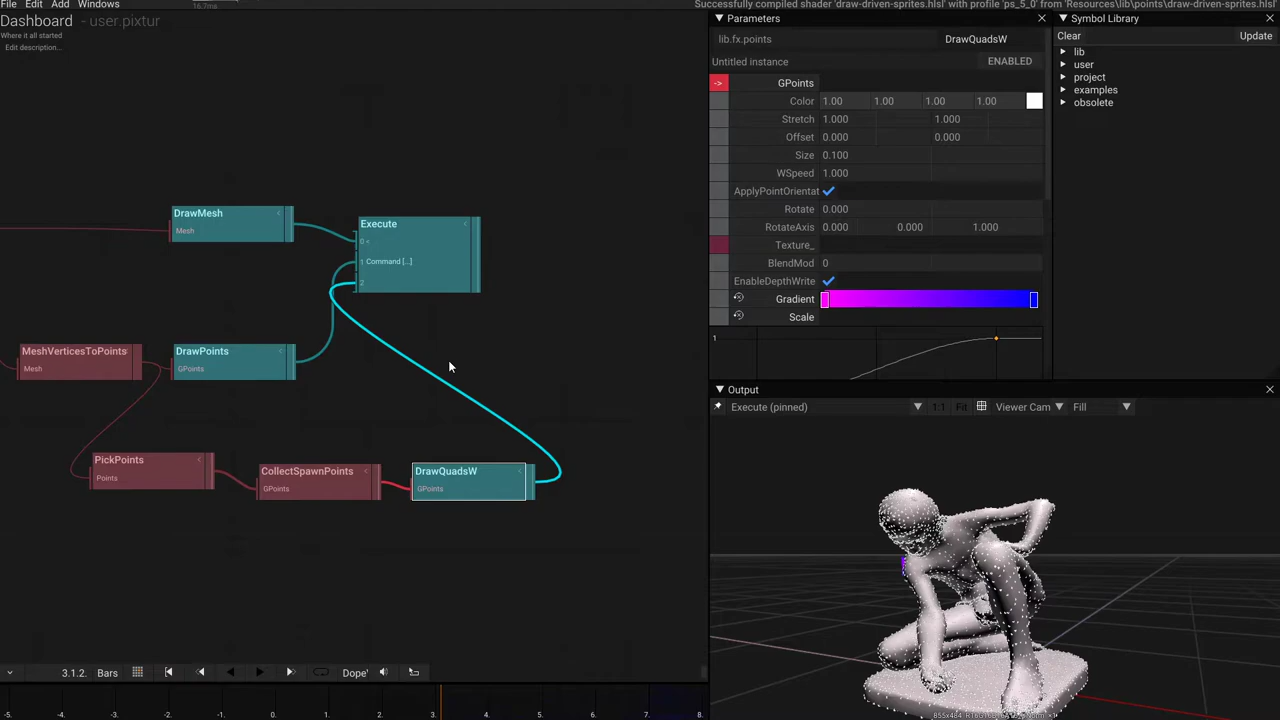 File Edit Add Windows
16,7ms
Successfully compiled shader 'draw-driven-sprites.hlsl' with profile 'ps_5_0' from 'Resources\lib\points\draw-driven-sprites.hlsl'
Dashboard - user.pixtur
Where it all started
Edit description...
DrawMesh
Mesh
Execute
0 <
1 Command [...]
2
MeshVerticesToPoints
Mesh
DrawPoints
GPoints
PickPoints
Points
CollectSpawnPoints
GPoints
DrawQuadsW
GPoints
3.1.2. Bars Dope'
-5. -4. -3. -2. -1. 0. 1. 2. 3. 4. 5. 6. 7. 8.
Parameters
lib.fx.points DrawQuadsW
Untitled instance ENABLED
-> GPoints
Color 1.00 1.00 1.00 1.00
Stretch 1.000 1.000
Offset 0.000 0.000
Size 0.100
WSpeed 1.000
ApplyPointOrientat
Rotate 0.000
RotateAxis 0.000 0.000 1.000
Texture_
BlendMod 0
EnableDepthWrite
Gradient
Scale
1
Output
Execute (pinned) 1:1 Fit Viewer Cam Fill
Symbol Library
Clear Update
lib
user
project
examples
obsolete